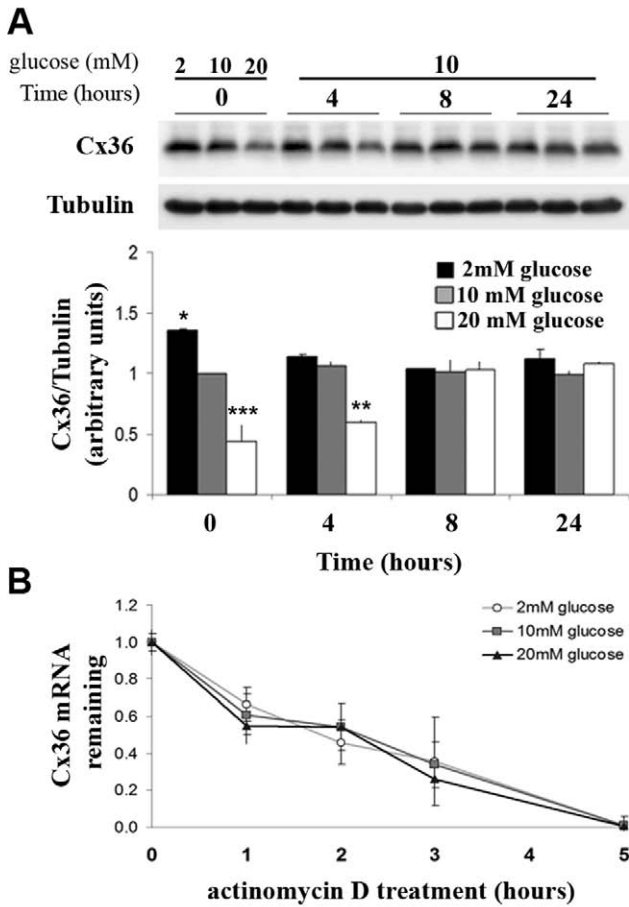 A
glucose (mM) 2 10 20 10
Time (hours) 0 4 8 24
Cx36
Tubulin
2
1.5
1
0.5
0
Cx36/Tubulin
(arbitrary units)
2mM glucose
10 mM glucose
20 mM glucose
*
***
**
0 4 8 24
Time (hours)
B
1.2
1.0
0.8
0.6
0.4
0.2
0.0
Cx36 mRNA
remaining
2mM glucose
10mM glucose
20mM glucose
0 1 2 3 4 5
actinomycin D treatment (hours)